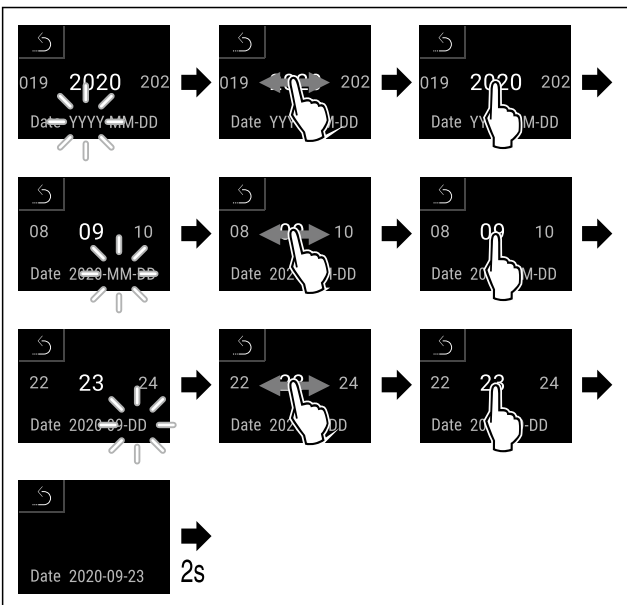 019 2020 202
Date YYYY-MM-DD
019 202
Date YYY -DD
019 2020 202
Date YY M-DD
08 09 10
Date 2020-MM-DD
08 10
Date 202 -DD
08 09 10
Date 20 M-DD
22 23 24
Date 2020-09-DD
22 24
Date 202 DD
22 23 24
Date 20 -DD
Date 2020-09-23
2s